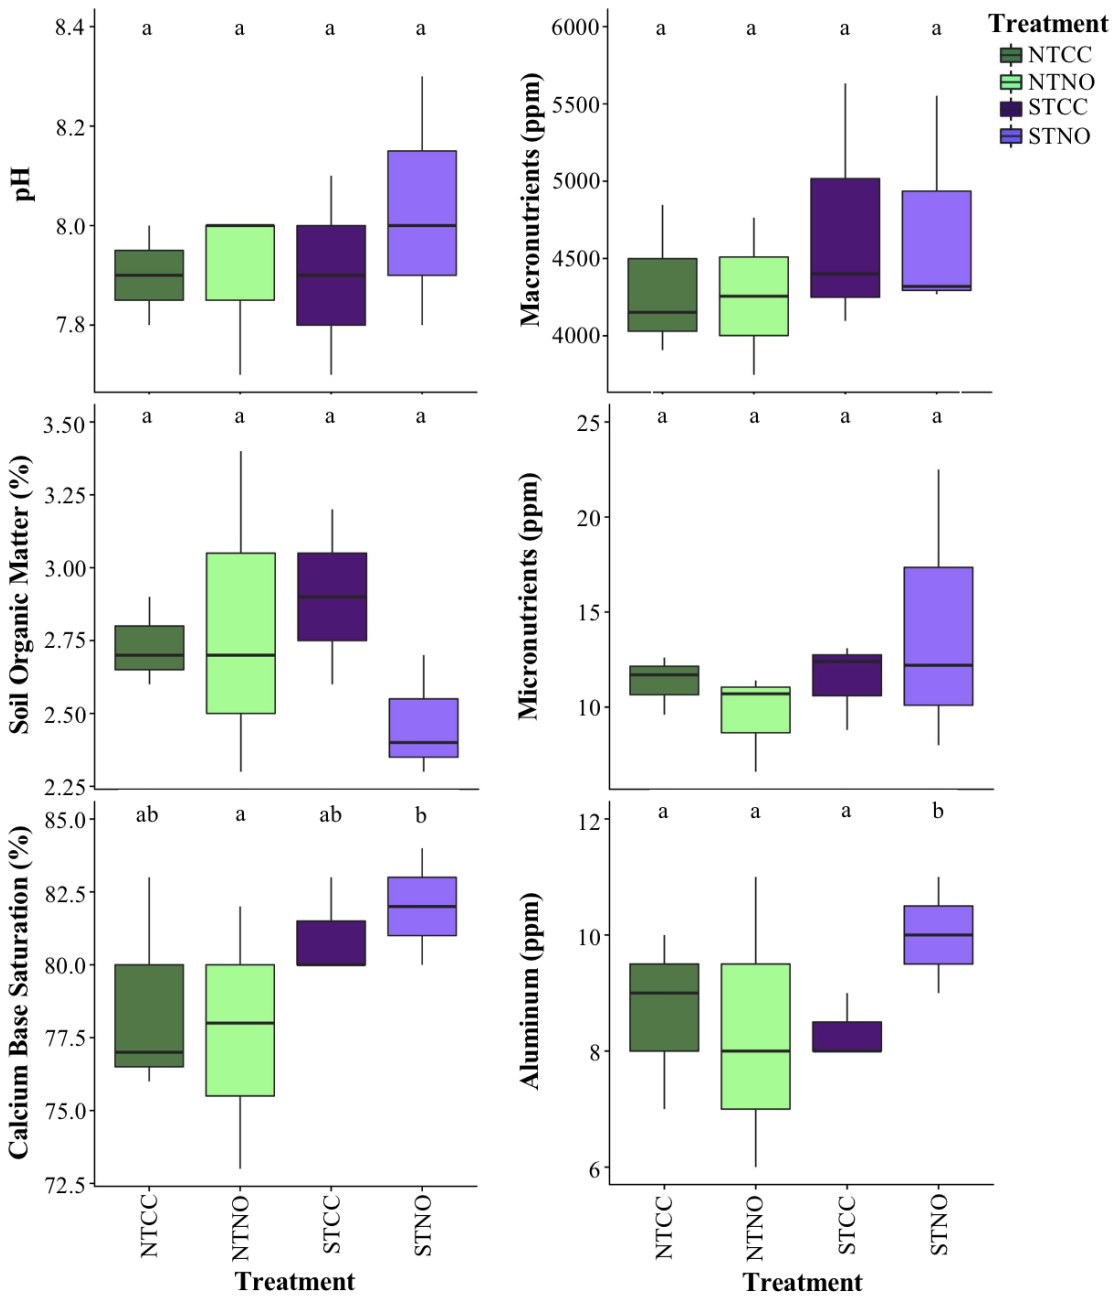 8.4
a a a a
8.2
8.0
7.8
pH
6000
a a a a
5500
5000
4500
4000
Macronutrients (ppm)
Treatment
NTCC
NTNO
STCC
STNO
3.50
a a a a
3.25
3.00
2.75
2.50
2.25
Soil Organic Matter (%)
25
a a a a
20
15
10
Micronutrients (ppm)
85.0
ab a ab b
82.5
80.0
77.5
75.0
72.5
Calcium Base Saturation (%)
NTCC
NTNO
STCC
STNO
Treatment
12
a a a b
10
8
6
Aluminum (ppm)
NTCC
NTNO
STCC
STNO
Treatment